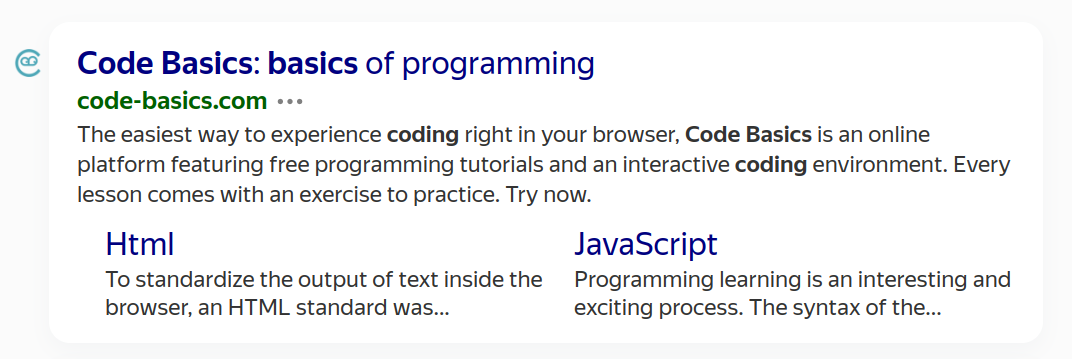 Code Basics: basics of programming
code-basics.com
The easiest way to experience coding right in your browser, Code Basics is an online
platform featuring free programming tutorials and an interactive coding environment. Every
lesson comes with an exercise to practice. Try now.
Html
To standardize the output of text inside the
browser, an HTML standard was...
JavaScript
Programming learning is an interesting and
exciting process. The syntax of the...